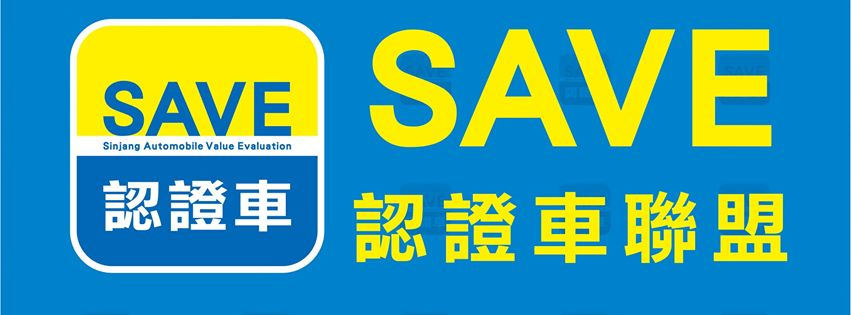 SAVE
Sinjang Automobile Value Evaluation
認證車
SAVE
認證車聯盟